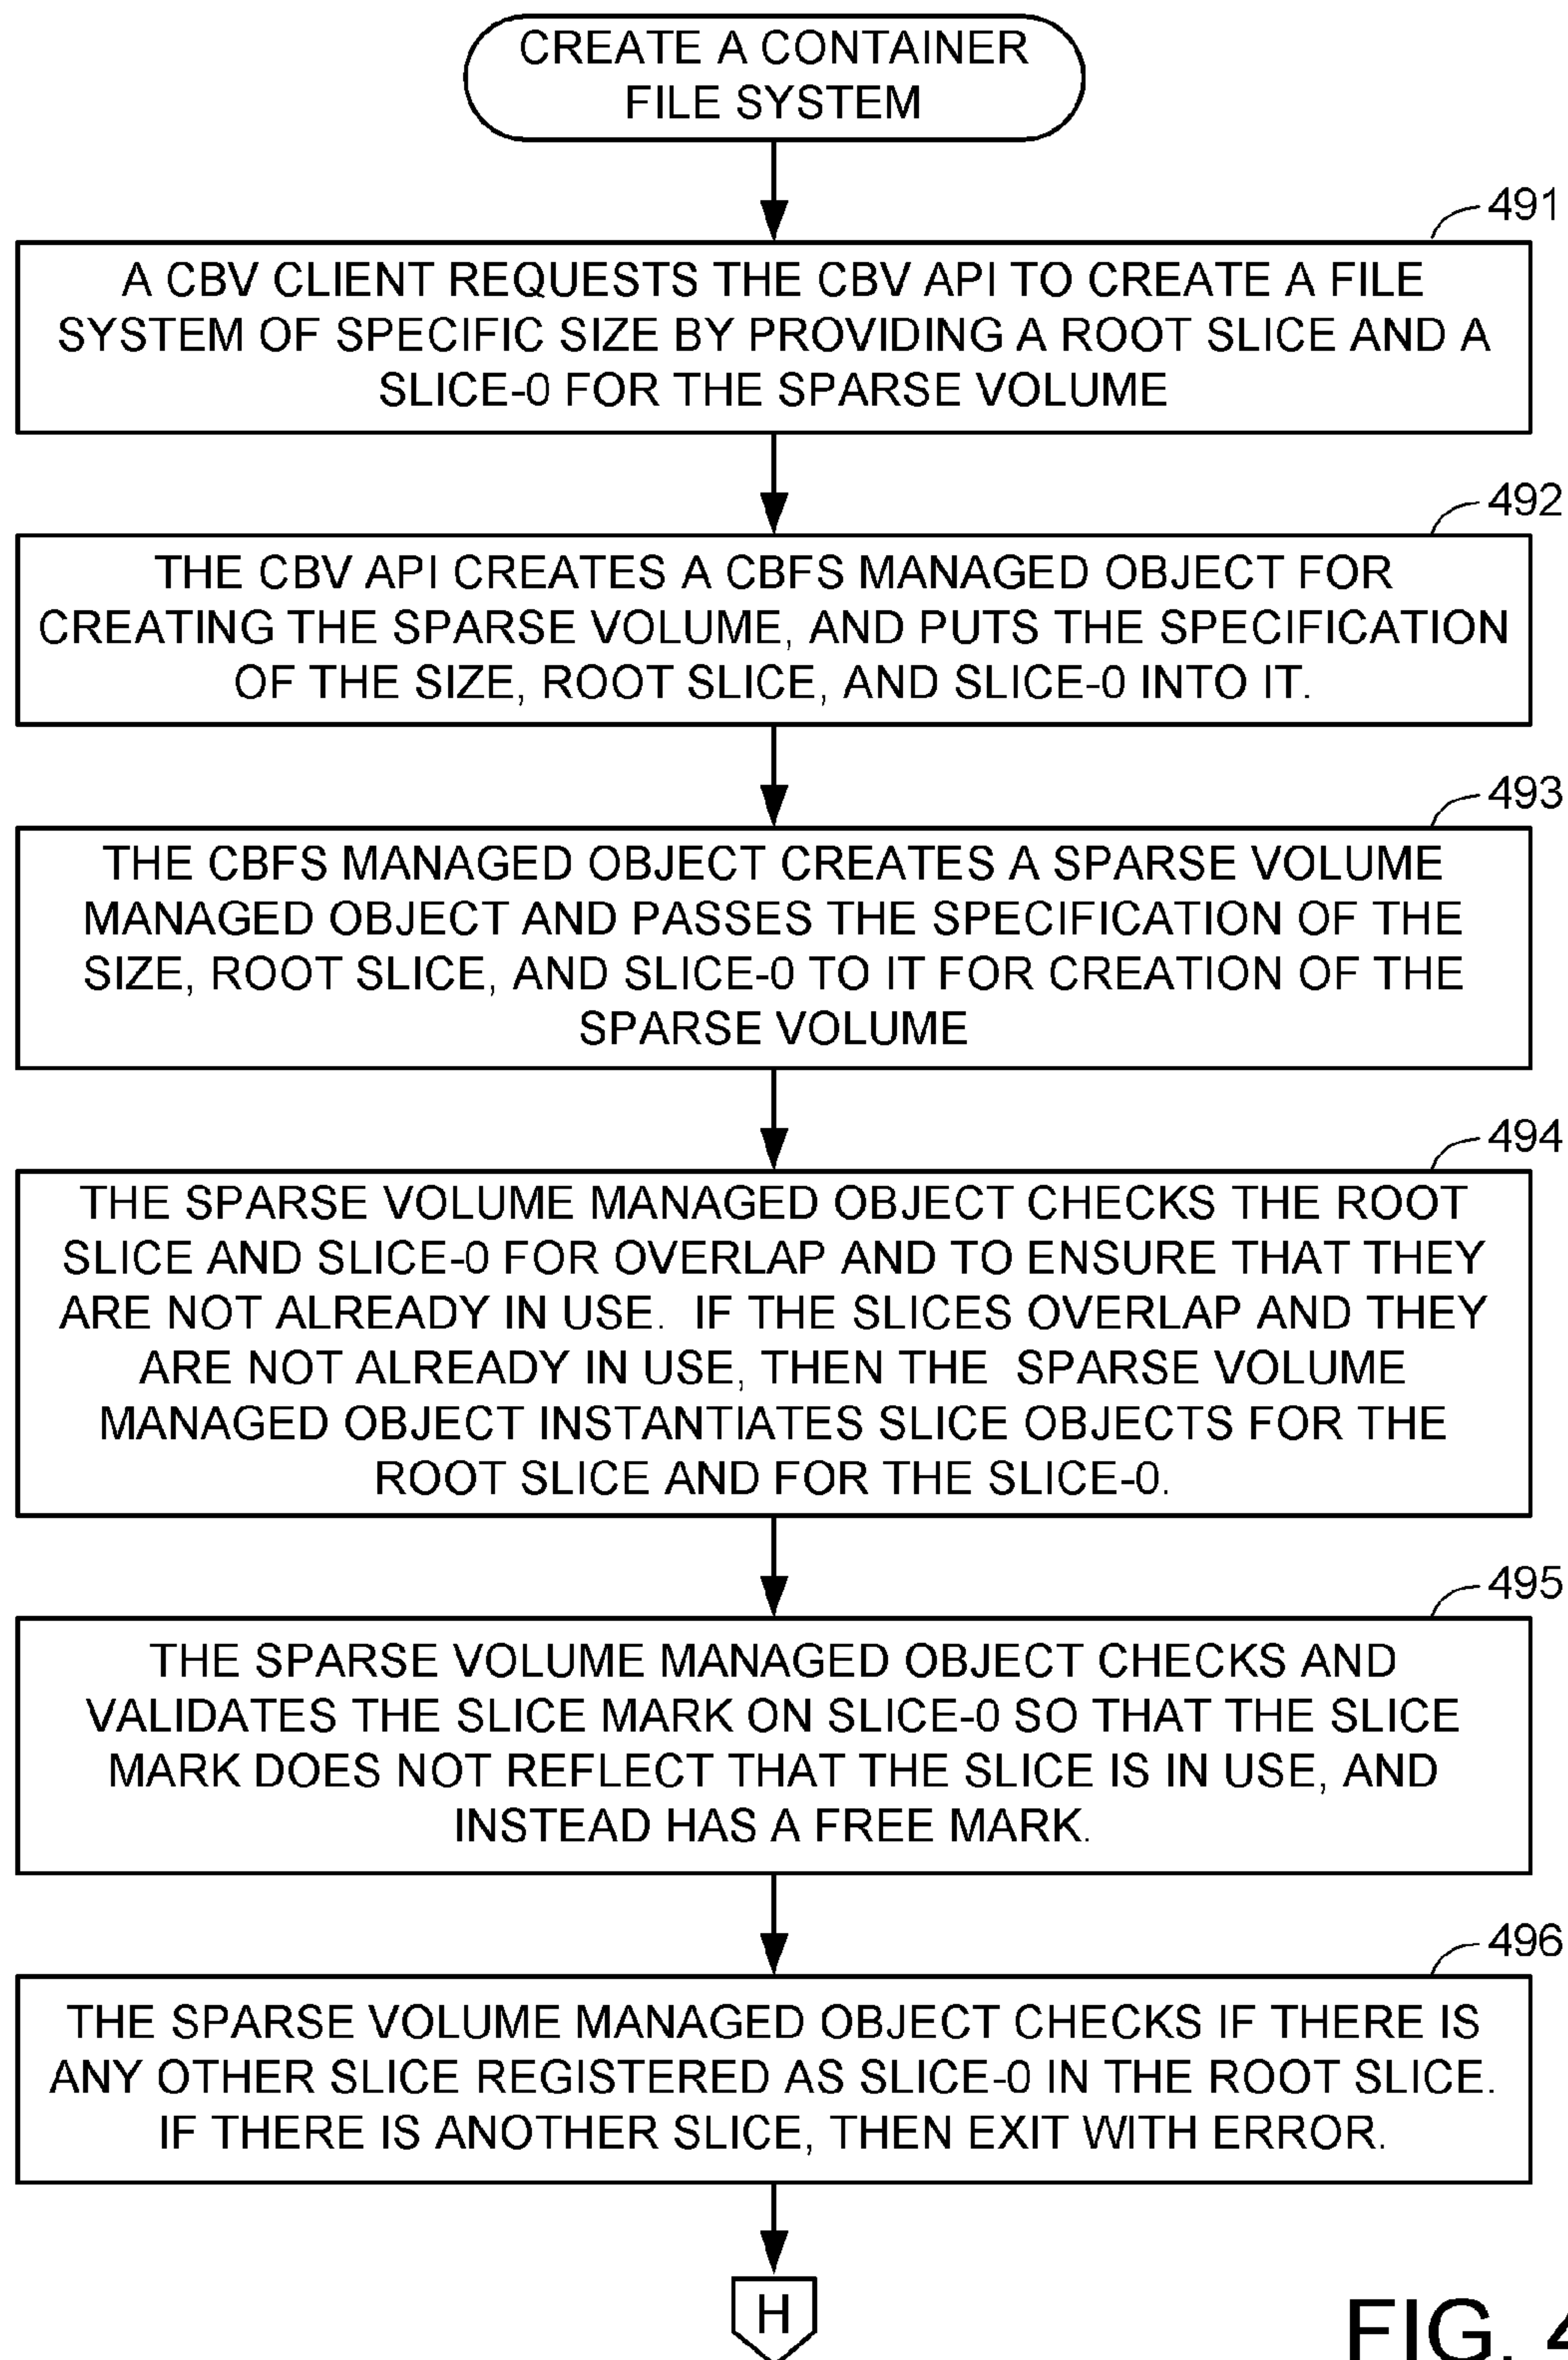 CREATE A CONTAINER
FILE SYSTEM
491
A CBV CLIENT REQUESTS THE CBV API TO CREATE A FILE
SYSTEM OF SPECIFIC SIZE BY PROVIDING A ROOT SLICE AND A
SLICE-0 FOR THE SPARSE VOLUME
492
THE CBV API CREATES A CBFS MANAGED OBJECT FOR
CREATING THE SPARSE VOLUME, AND PUTS THE SPECIFICATION
OF THE SIZE, ROOT SLICE, AND SLICE-0 INTO IT.
493
THE CBFS MANAGED OBJECT CREATES A SPARSE VOLUME
MANAGED OBJECT AND PASSES THE SPECIFICATION OF THE
SIZE, ROOT SLICE, AND SLICE-0 TO IT FOR CREATION OF THE
SPARSE VOLUME
494
THE SPARSE VOLUME MANAGED OBJECT CHECKS THE ROOT
SLICE AND SLICE-0 FOR OVERLAP AND TO ENSURE THAT THEY
ARE NOT ALREADY IN USE.  IF THE SLICES OVERLAP AND THEY
ARE NOT ALREADY IN USE, THEN THE  SPARSE VOLUME
MANAGED OBJECT INSTANTIATES SLICE OBJECTS FOR THE
ROOT SLICE AND FOR THE SLICE-0.
495
THE SPARSE VOLUME MANAGED OBJECT CHECKS AND
VALIDATES THE SLICE MARK ON SLICE-0 SO THAT THE SLICE
MARK DOES NOT REFLECT THAT THE SLICE IS IN USE, AND
INSTEAD HAS A FREE MARK.
496
THE SPARSE VOLUME MANAGED OBJECT CHECKS IF THERE IS
ANY OTHER SLICE REGISTERED AS SLICE-0 IN THE ROOT SLICE.
IF THERE IS ANOTHER SLICE, THEN EXIT WITH ERROR.
H
FIG.